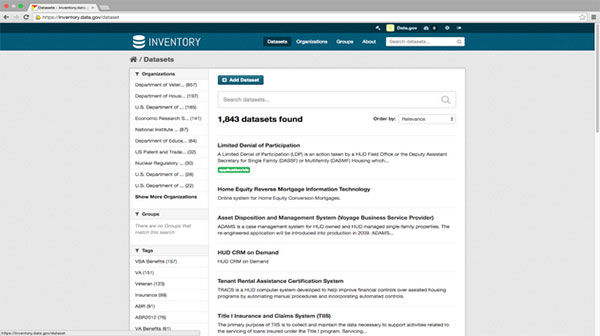 Datasets - Inventory.data.
https://inventory.data.gov/dataset
Data.gov 0
INVENTORY
Datasets Organizations Groups About Search datasets...
/ Datasets
Organizations
Department of Veter... (857)
Department of Housi... (197)
U.S. Department of ... (185)
Economic Research S... (141)
National Institute ... (87)
Department of Educa... (84)
US Patent and Trade... (32)
Nuclear Regulatory ... (30)
U.S. Department of ... (28)
U.S. Department of ... (22)
Show More Organizations
Groups
There are no Groups that
match this search
Tags
VBA Benefits (157)
VA (151)
Veteran (123)
Insurance (99)
ABR (91)
ABR2012 (76)
VA Benefits (66)
Add Dataset
Search datasets...
1,843 datasets found
Order by: Relevance
Limited Denial of Participation
A Limited Denial of Participation (LDP) is an action taken by a HUD Field Office or the Deputy Assistant
Secretary for Single Family (DASSF) or Multifamily (DASMF) Housing which...
Home Equity Reverse Mortgage Information Technology
Online system for Home Equity Conversion Mortgages.
Asset Disposition and Management System (Voyage Business Service Provider)
ADAMS is a case management system for HUD owned and HUD managed single-family properties. The
re-engineered application will be introduced into production in 2009. ADAMS...
HUD CRM on Demand
HUD CRM on Demand
Tenant Rental Assistance Certification System
TRACS is a HUD computer system developed to help improve financial controls over assisted housing
programs by automating manual procedures and incorporating automated controls.
Title I Insurance and Claims System (TIIS)
The primary purpose of TIIS is to collect and maintain the data necessary to support activities related to
the servicing of loans insured under the Title I program. Servicing...
https://inventory.data.gov/dataset